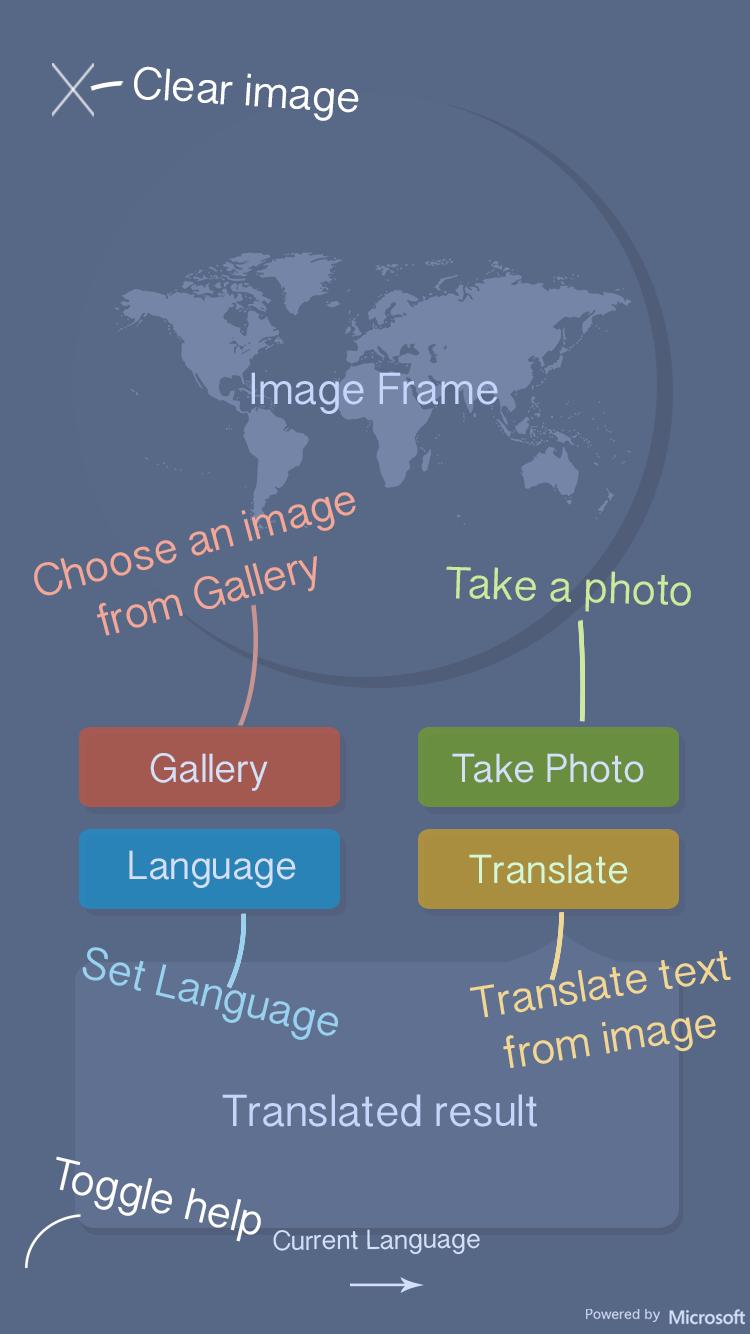 Clear image
Image Frame
Choose an image
from Gallery
Take a photo
Gallery
Take Photo
Language
Translate
Set Language
Translate text
from image
Translated result
Toggle help
Current Language
Powered by Microsoft